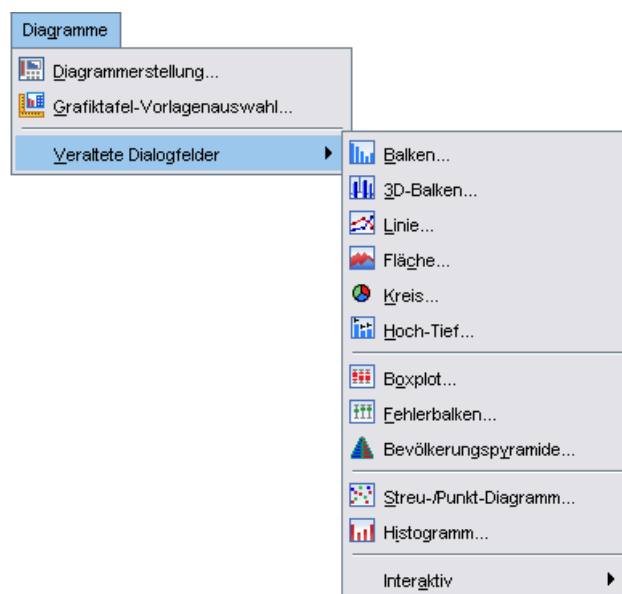 Diagramme
Diagrammerstellung...
Grafiktafel-Vorlagenauswahl...
Veraltete Dialogfelder
Balken...
3D-Balken...
Linie...
Fläche...
Kreis...
Hoch-Tief...
Boxplot...
Fehlerbalken...
Bevölkerungspyramide...
Streu-/Punkt-Diagramm...
Histogramm...
Interaktiv